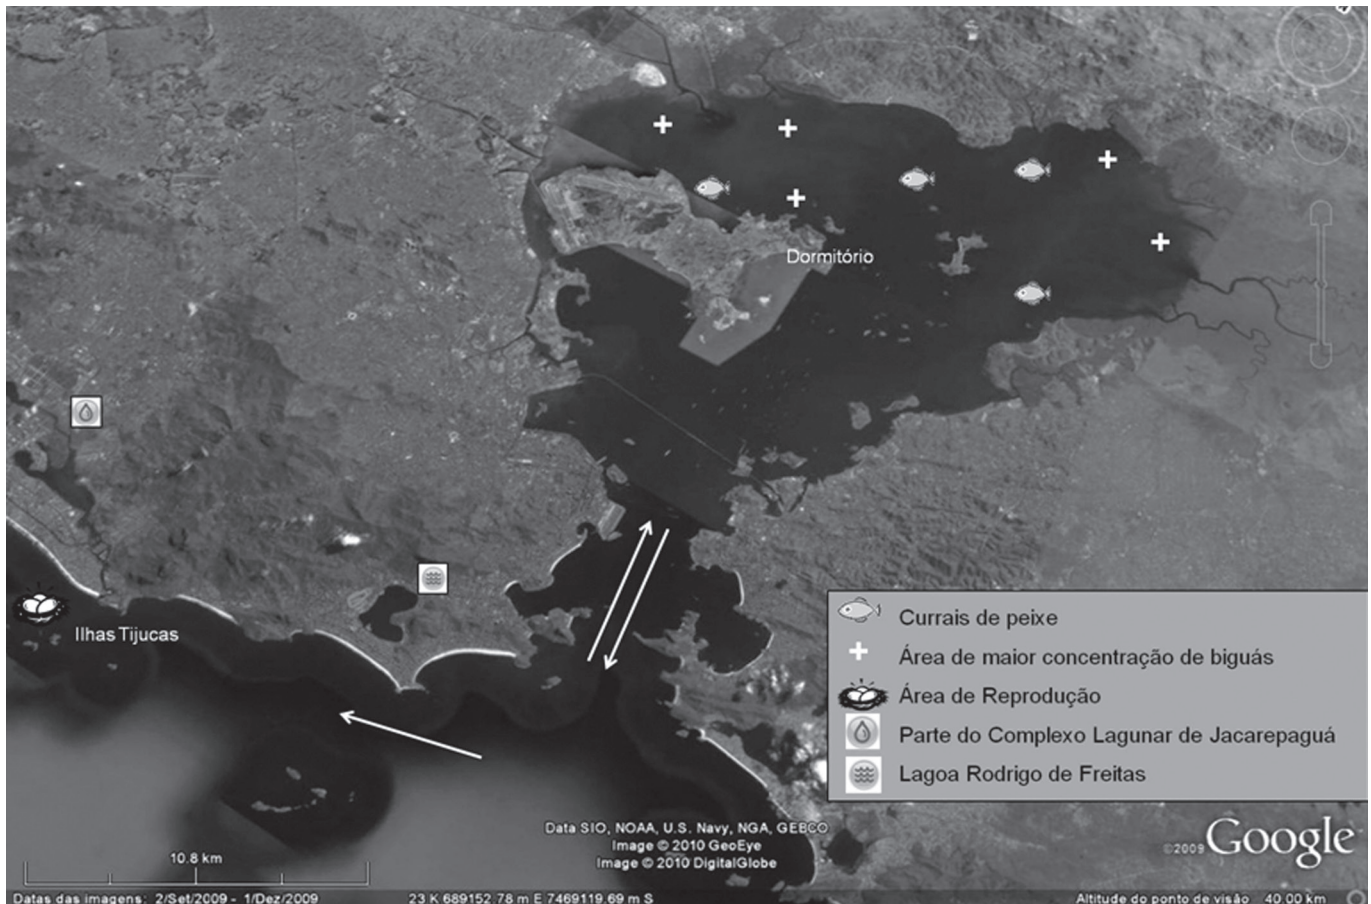 Dormitório
Ilhas Tijucas
Currais de peixe
Área de maior concentração de biguás
Área de Reprodução
Parte do Complexo Lagunar de Jacarepaguá
Lagoa Rodrigo de Freitas
Data SIO, NOAA, U.S. Navy, NGA, GEBCO
Image © 2010 GeoEye
Image © 2010 DigitalGlobe
©2009 Google
10.8 km
Datas das imagens: 2/Set/2009 - 1/Dez/2009
23 K 689152.78 m E 7469119.69 m S
Altitude do ponto de visão 40.00 km